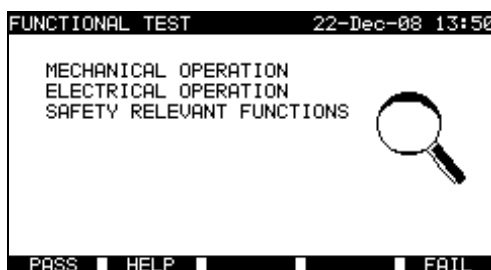 FUNCTIONAL TEST 22-Dec-08 13:50
MECHANICAL OPERATION
ELECTRICAL OPERATION
SAFETY RELEVANT FUNCTIONS
PASS HELP FAIL